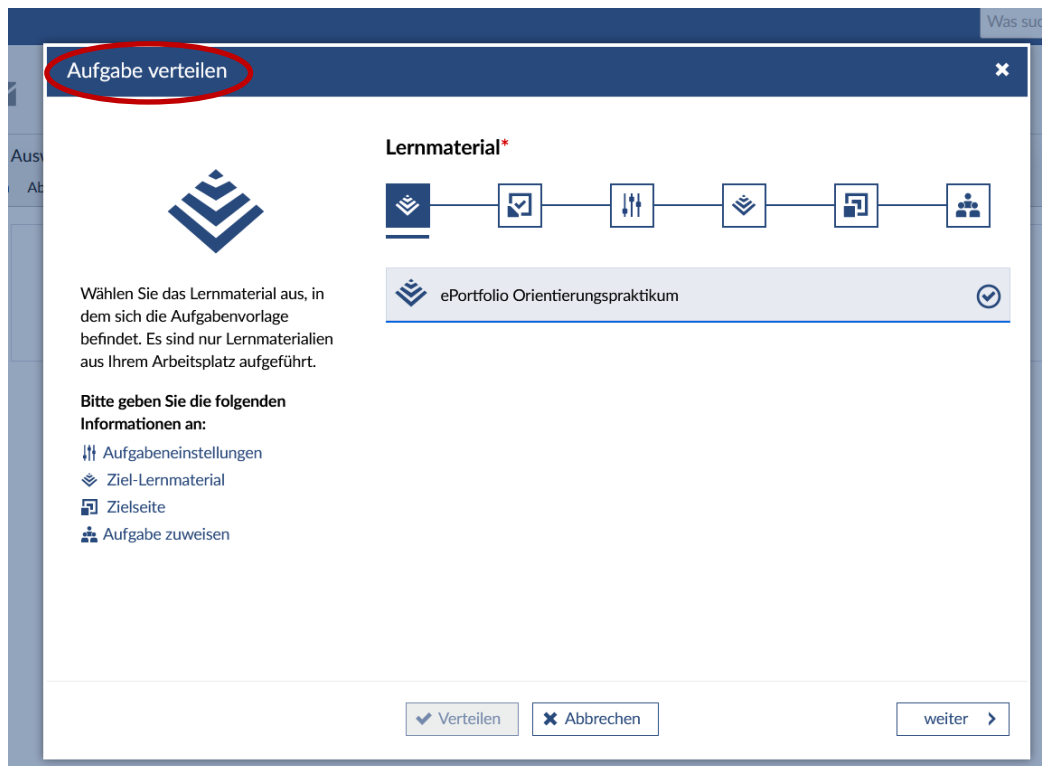 Was suc
Aufgabe verteilen
Ausw
Ab
Lernmaterial*
ePortfolio Orientierungspraktikum
Wählen Sie das Lernmaterial aus, in
dem sich die Aufgabenvorlage
befindet. Es sind nur Lernmaterialien
aus Ihrem Arbeitsplatz aufgeführt.
Bitte geben Sie die folgenden
Informationen an:
Aufgabeneinstellungen
Ziel-Lernmaterial
Zielseite
Aufgabe zuweisen
Verteilen
Abbrechen
weiter